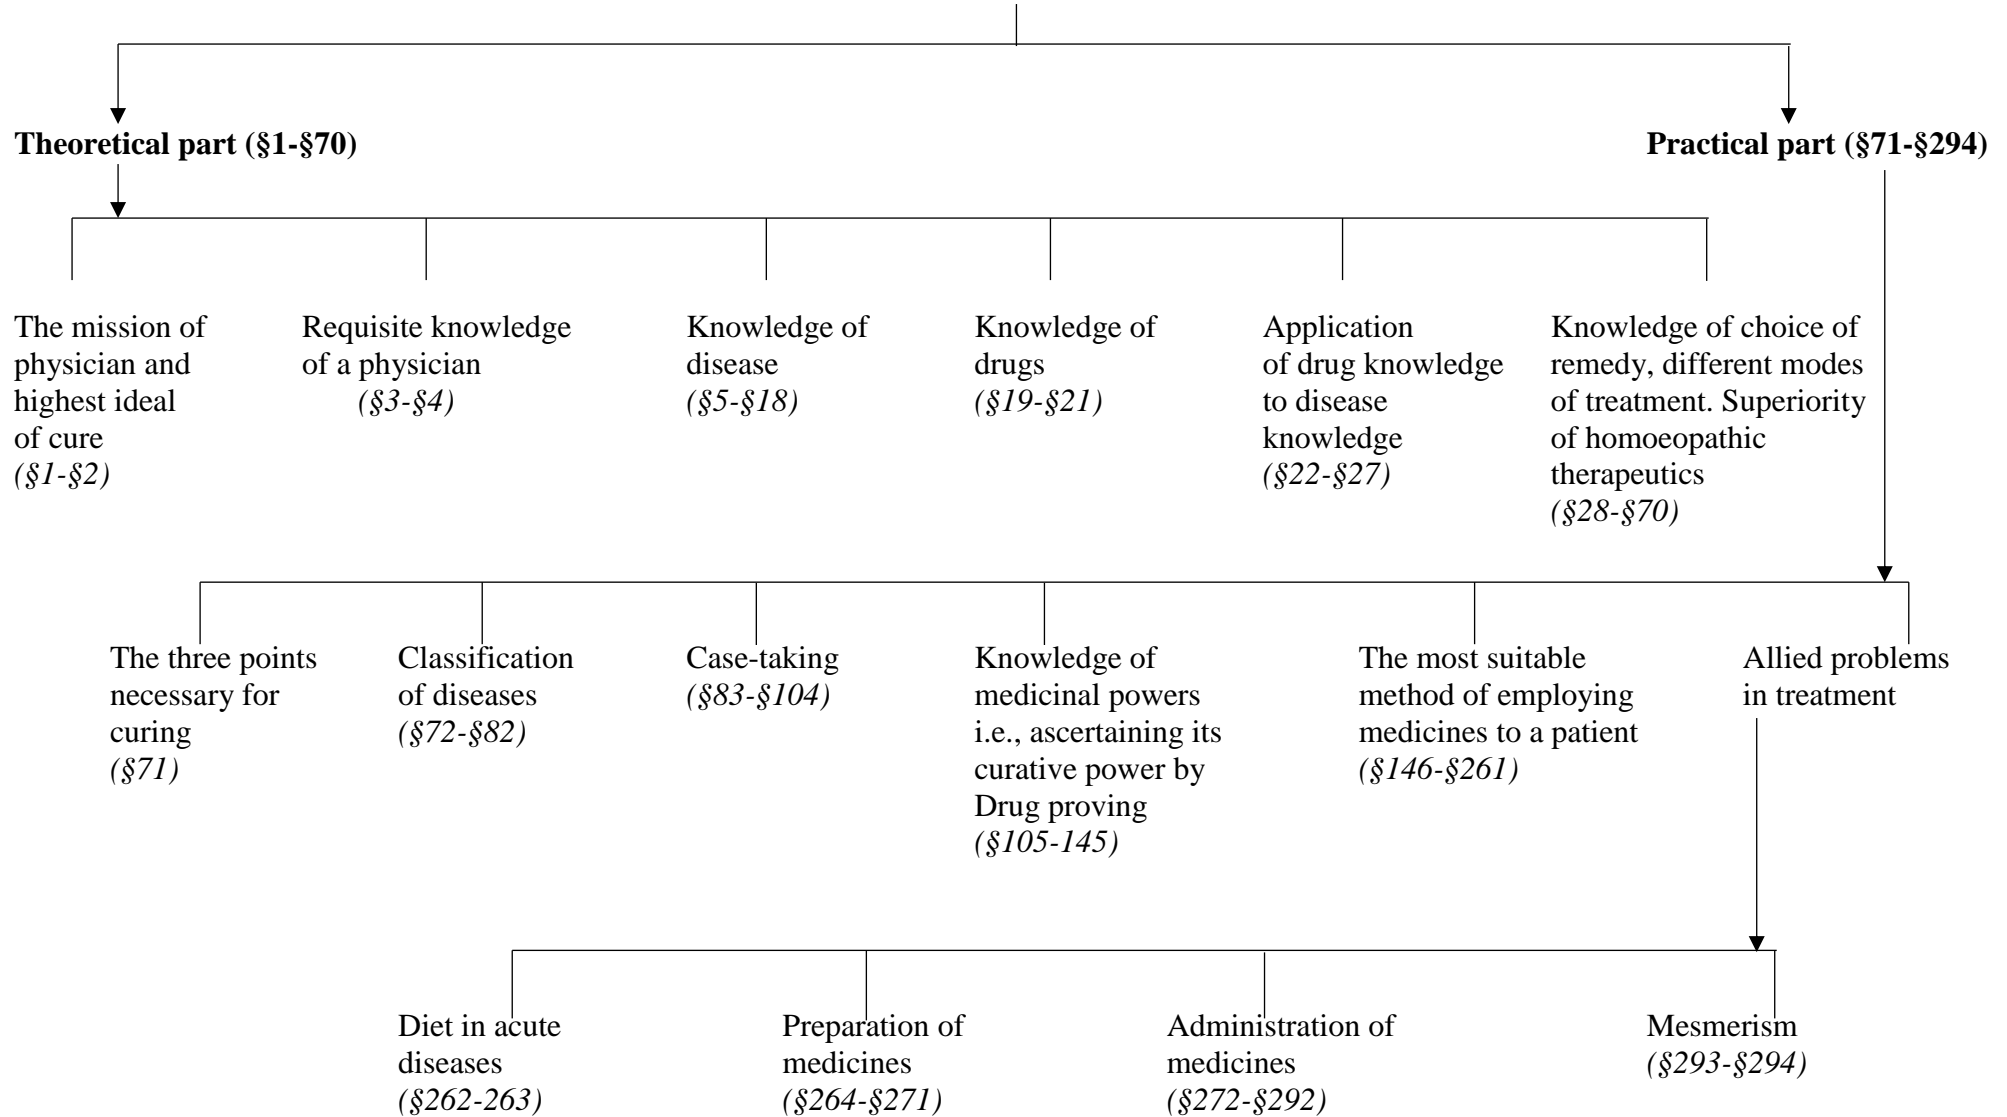 Theoretical part (§1-§70)
Practical part (§71-§294)
The mission of
physician and
highest ideal
of cure
(§1-§2)
Requisite knowledge
of a physician
(§3-§4)
Knowledge of
disease
(§5-§18)
Knowledge of
drugs
(§19-§21)
Application
of drug knowledge
to disease
knowledge
(§22-§27)
Knowledge of choice of
remedy, different modes
of treatment. Superiority
of homoeopathic
therapeutics
(§28-§70)
The three points
necessary for
curing
(§71)
Classification
of diseases
(§72-§82)
Case-taking
(§83-§104)
Knowledge of
medicinal powers
i.e., ascertaining its
curative power by
Drug proving
(§105-145)
The most suitable
method of employing
medicines to a patient
(§146-§261)
Allied problems
in treatment
Diet in acute
diseases
(§262-263)
Preparation of
medicines
(§264-§271)
Administration of
medicines
(§272-§292)
Mesmerism
(§293-§294)